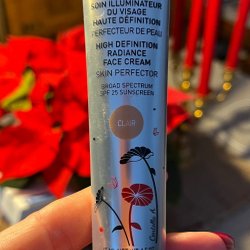 SOIN ILLUMINATEUR
DU VISAGE
HAUTE DÉFINITION
PERFECTEUR DE PEAU
HIGH DEFINITION
RADIANCE
FACE CREAM
SKIN PERFECTOR
BROAD SPECTRUM
SPF 25 SUNSCREEN
CLAIR